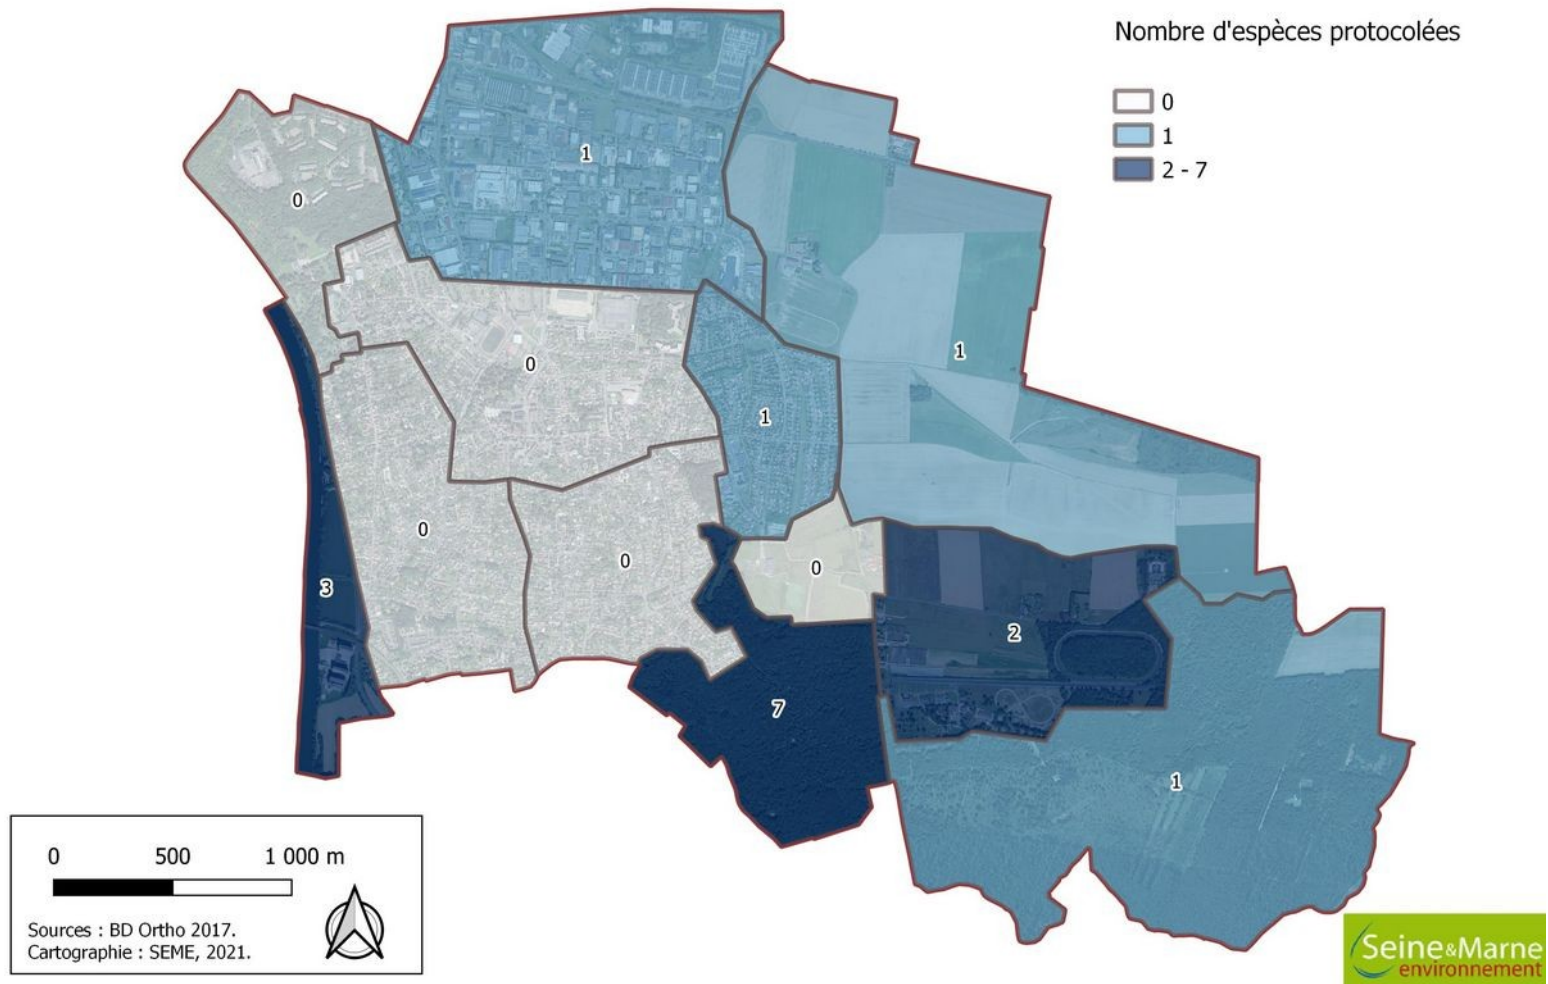 Nombre d'espèces protocolées
0
1
2 - 7
1
0
1
0
1
0
0
0
3
2
7
1
0 500 1 000 m
Sources : BD Ortho 2017.
Cartographie : SEME, 2021.
Seine&Marne
environnement